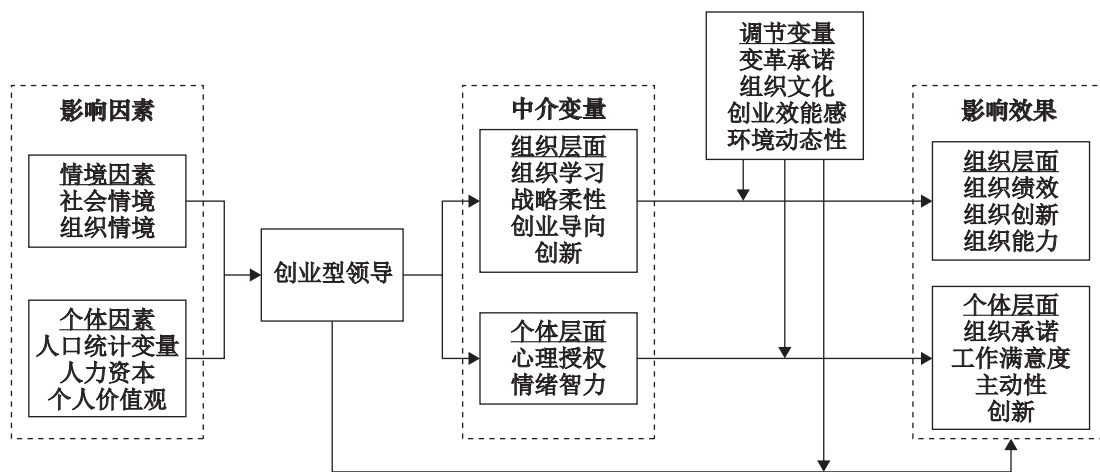 影响因素
情境因素
社会情境
组织情境
个体因素
人口统计变量
人力资本
个人价值观
创业型领导
中介变量
组织层面
组织学习
战略柔性
创业导向
创新
个体层面
心理授权
情绪智力
调节变量
变革承诺
组织文化
创业效能感
环境动态性
影响效果
组织层面
组织绩效
组织创新
组织能力
个体层面
组织承诺
工作满意度
主动性
创新